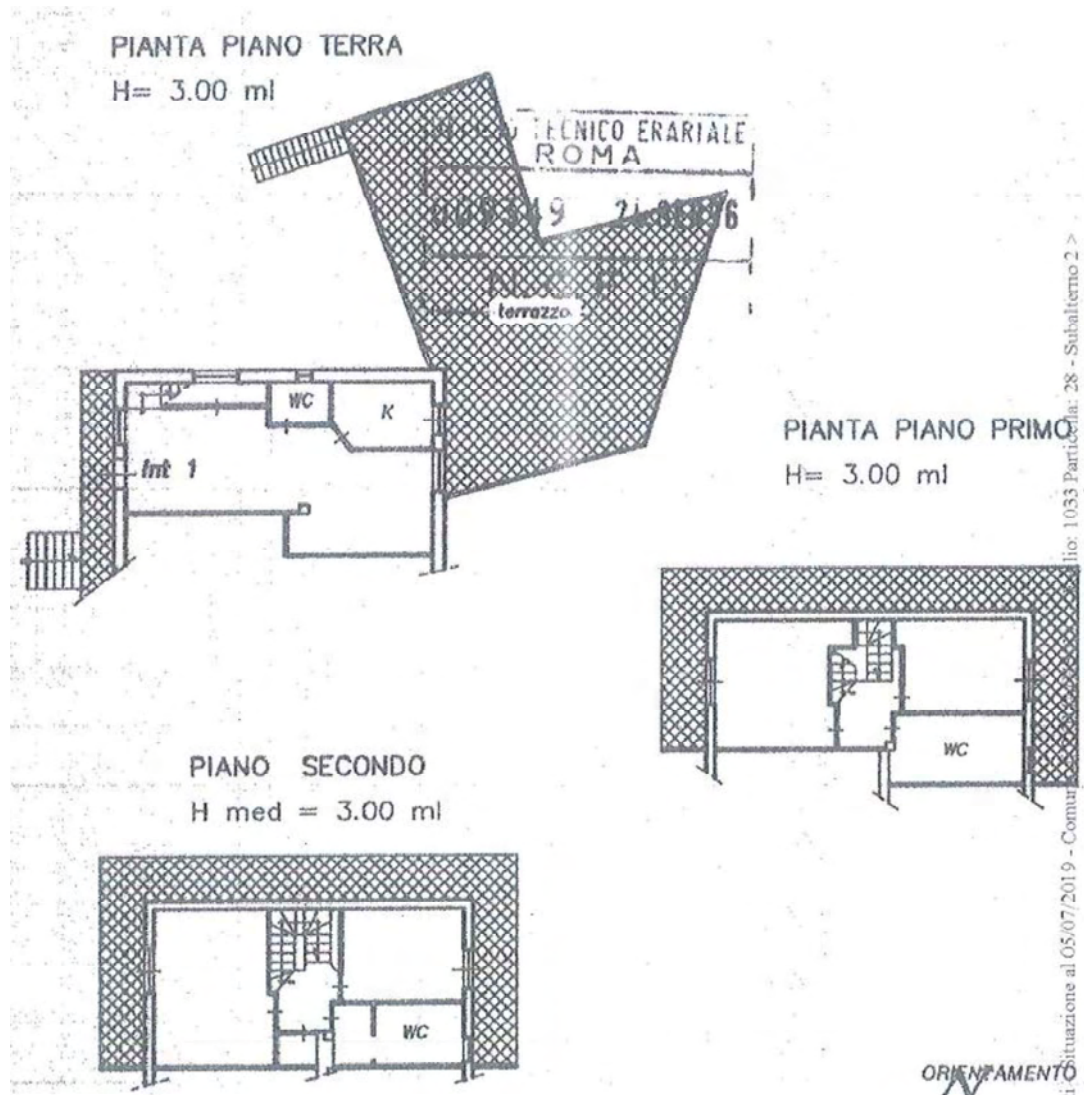 PIANTA PIANO TERRA
H= 3.00 ml
TECNICO ERARIALE
ROMA
terrazzo
WC
K
Int 1
PIANTA PIANO PRIMO
H= 3.00 ml
WC
PIANO SECONDO
H med = 3.00 ml
WC
ORIENTAMENTO
Situazione al 05/07/2019 - Comun
lio: 1033 Particella: 28 - Subalterno 2 >